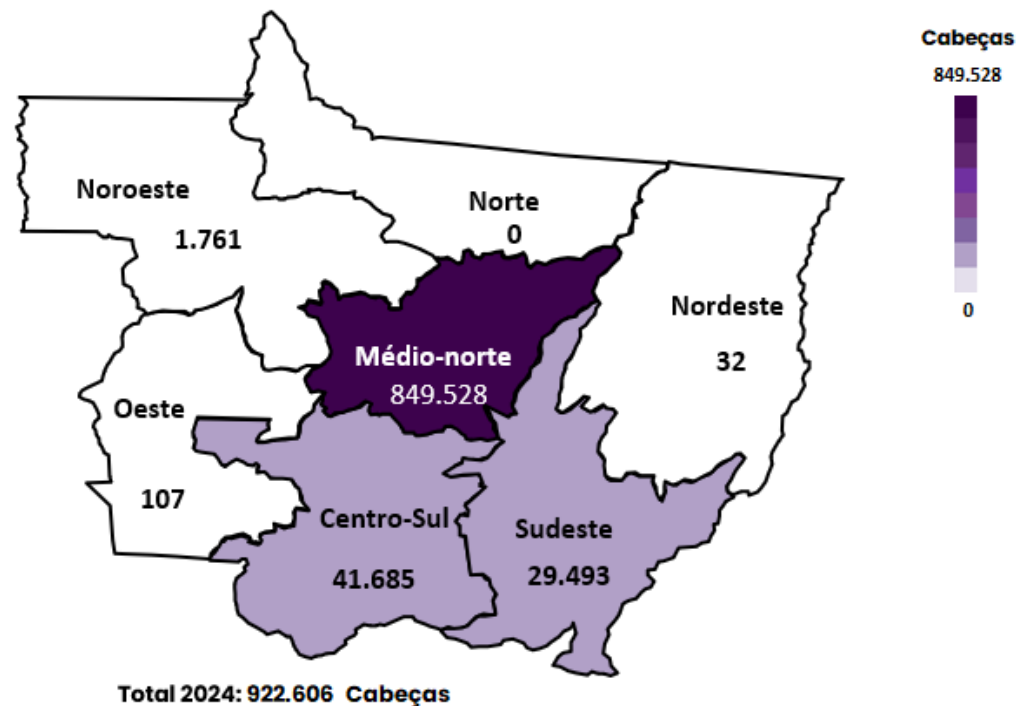 Cabeças
849.528
0
Noroeste
1.761
Norte
0
Nordeste
32
Médio-norte
849.528
Oeste
107
Centro-Sul
41.685
Sudeste
29.493
Total 2024: 922.606 Cabeças